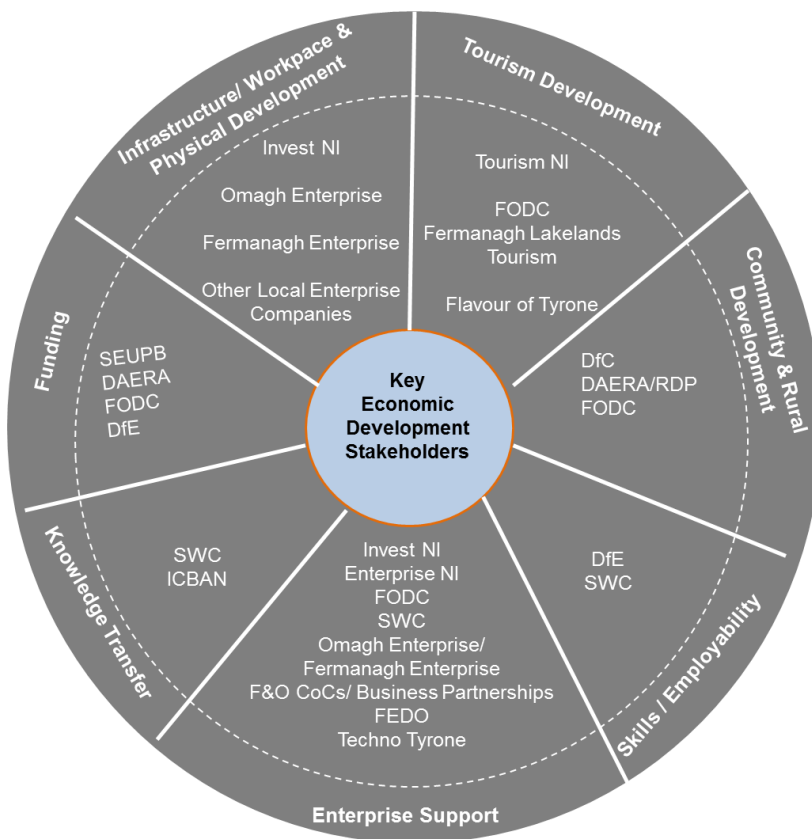 Infrastructure/ Workpace &
Physical Development
Invest NI
Omagh Enterprise
Fermanagh Enterprise
Other Local Enterprise
Companies
Tourism Development
Tourism NI
FODC
Fermanagh Lakelands
Tourism
Flavour of Tyrone
Community & Rural
Development
DfC
DAERA/RDP
FODC
Skills / Employability
DfE
SWC
Enterprise Support
Invest NI
Enterprise NI
FODC
SWC
Omagh Enterprise/
Fermanagh Enterprise
F&O CoCs/ Business Partnerships
FEDO
Techno Tyrone
Knowledge Transfer
SWC
ICBAN
Funding
SEUPB
DAERA
FODC
DfE
Key
Economic
Development
Stakeholders